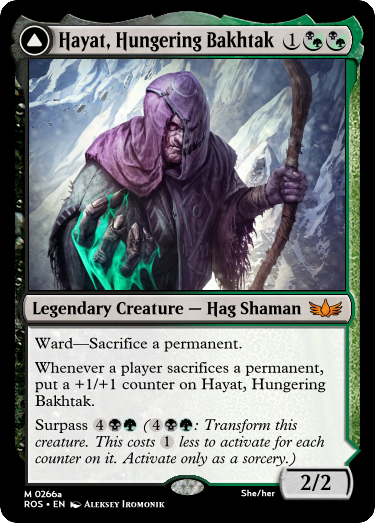 Hayat, Hungering Bakhtak 1
Legendary Creature — Hag Shaman
Ward—Sacrifice a permanent.
Whenever a player sacrifices a permanent,
put a +1/+1 counter on Hayat, Hungering
Bakhtak.
Surpass 4 ( 4 : Transform this
creature. This costs 1 less to activate for each
counter on it. Activate only as a sorcery.)
2/2
M 0266a
She/her
ROS • EN Aleksey Iromonik